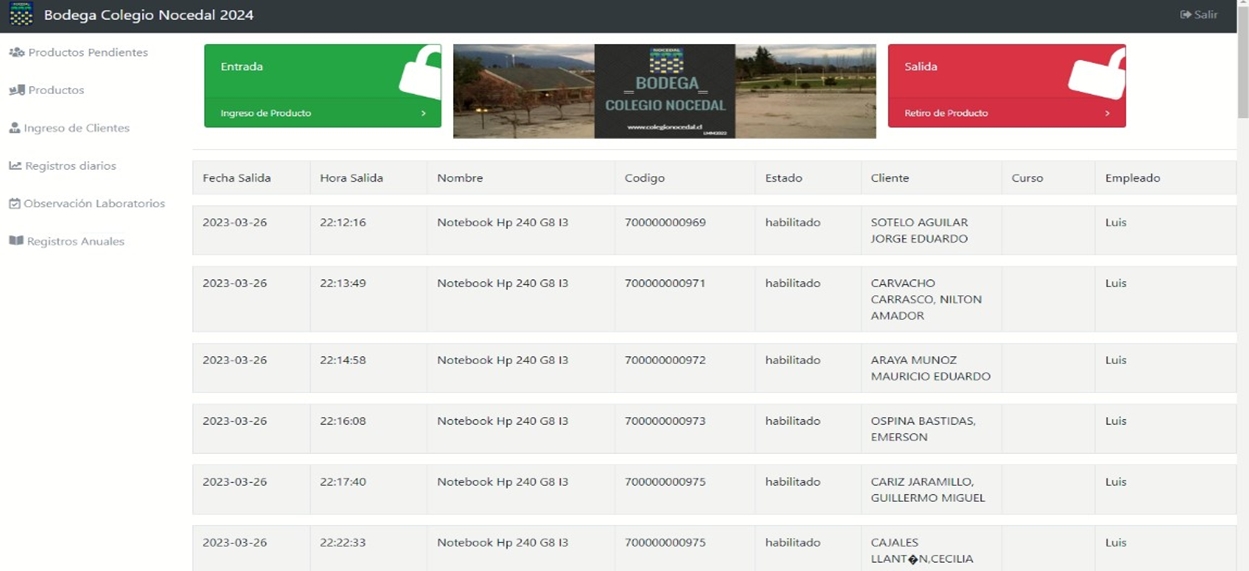 Bodega Colegio Nocedal 2024
Salir
Productos Pendientes
Productos
Ingreso de Clientes
Registros diarios
Observación Laboratorios
Registros Anuales
Entrada
Ingreso de Producto
NOCEDAL
BODEGA
COLEGIO NOCEDAL
www.colegionocedal.cl
Salida
Retiro de Producto
Fecha Salida Hora Salida Nombre Codigo Estado Cliente Curso Empleado
2023-03-26 22:12:16 Notebook Hp 240 G8 I3 700000000969 habilitado SOTELO AGUILAR Luis
JORGE EDUARDO
2023-03-26 22:13:49 Notebook Hp 240 G8 I3 700000000971 habilitado CARVACHO Luis
CARRASCO, NILTON
AMADOR
2023-03-26 22:14:58 Notebook Hp 240 G8 I3 700000000972 habilitado ARAYA MUNOZ Luis
MAURICIO EDUARDO
2023-03-26 22:16:08 Notebook Hp 240 G8 I3 700000000973 habilitado OSPINA BASTIDAS, Luis
EMERSON
2023-03-26 22:17:40 Notebook Hp 240 G8 I3 700000000975 habilitado CARIZ JARAMILLO, Luis
GUILLERMO MIGUEL
2023-03-26 22:22:33 Notebook Hp 240 G8 I3 700000000975 habilitado CAJALES Luis
LLANT�N,CECILIA